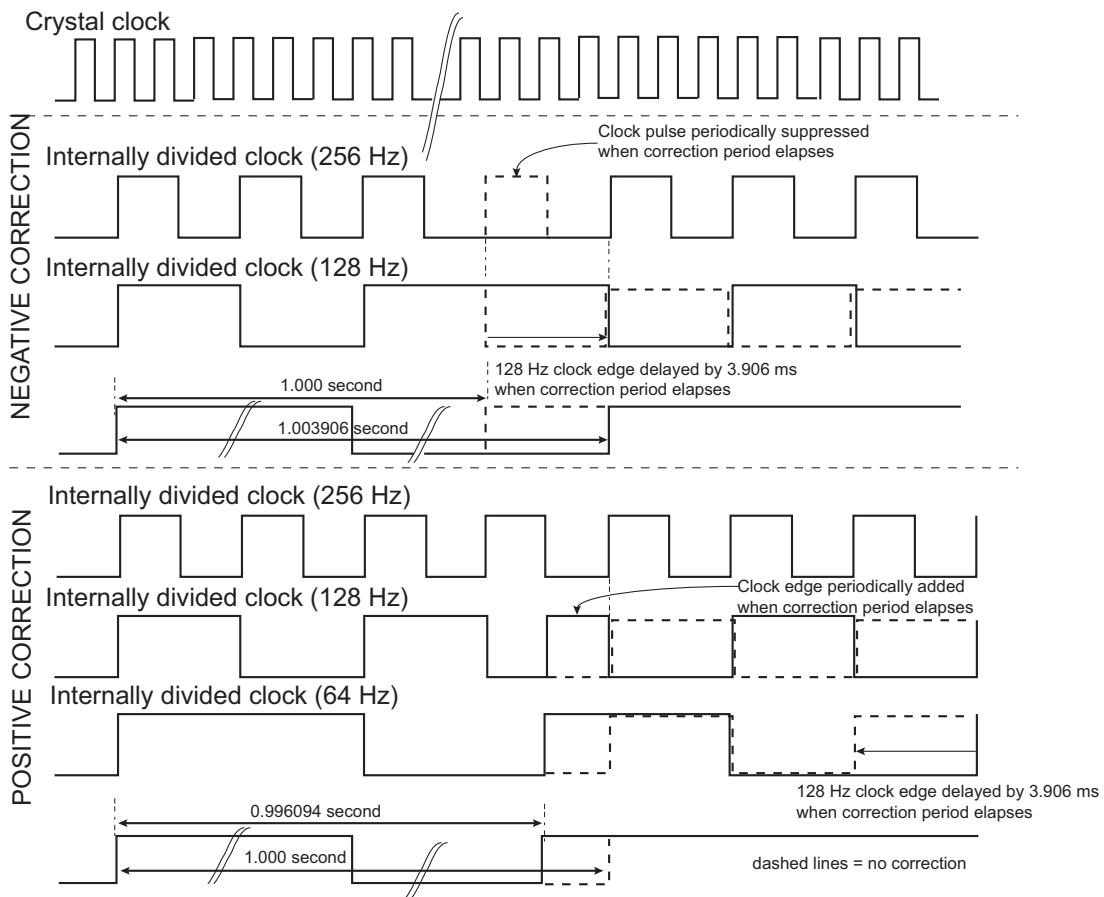 Crystal clock
NEGATIVE CORRECTION
Clock pulse periodically suppressed
when correction period elapses
Internally divided clock (256 Hz)
Internally divided clock (128 Hz)
128 Hz clock edge delayed by 3.906 ms
when correction period elapses
1.000 second
1.003906 second
POSITIVE CORRECTION
Internally divided clock (256 Hz)
Internally divided clock (128 Hz)
Clock edge periodically added
when correction period elapses
Internally divided clock (64 Hz)
128 Hz clock edge delayed by 3.906 ms
when correction period elapses
0.996094 second
1.000 second
dashed lines = no correction